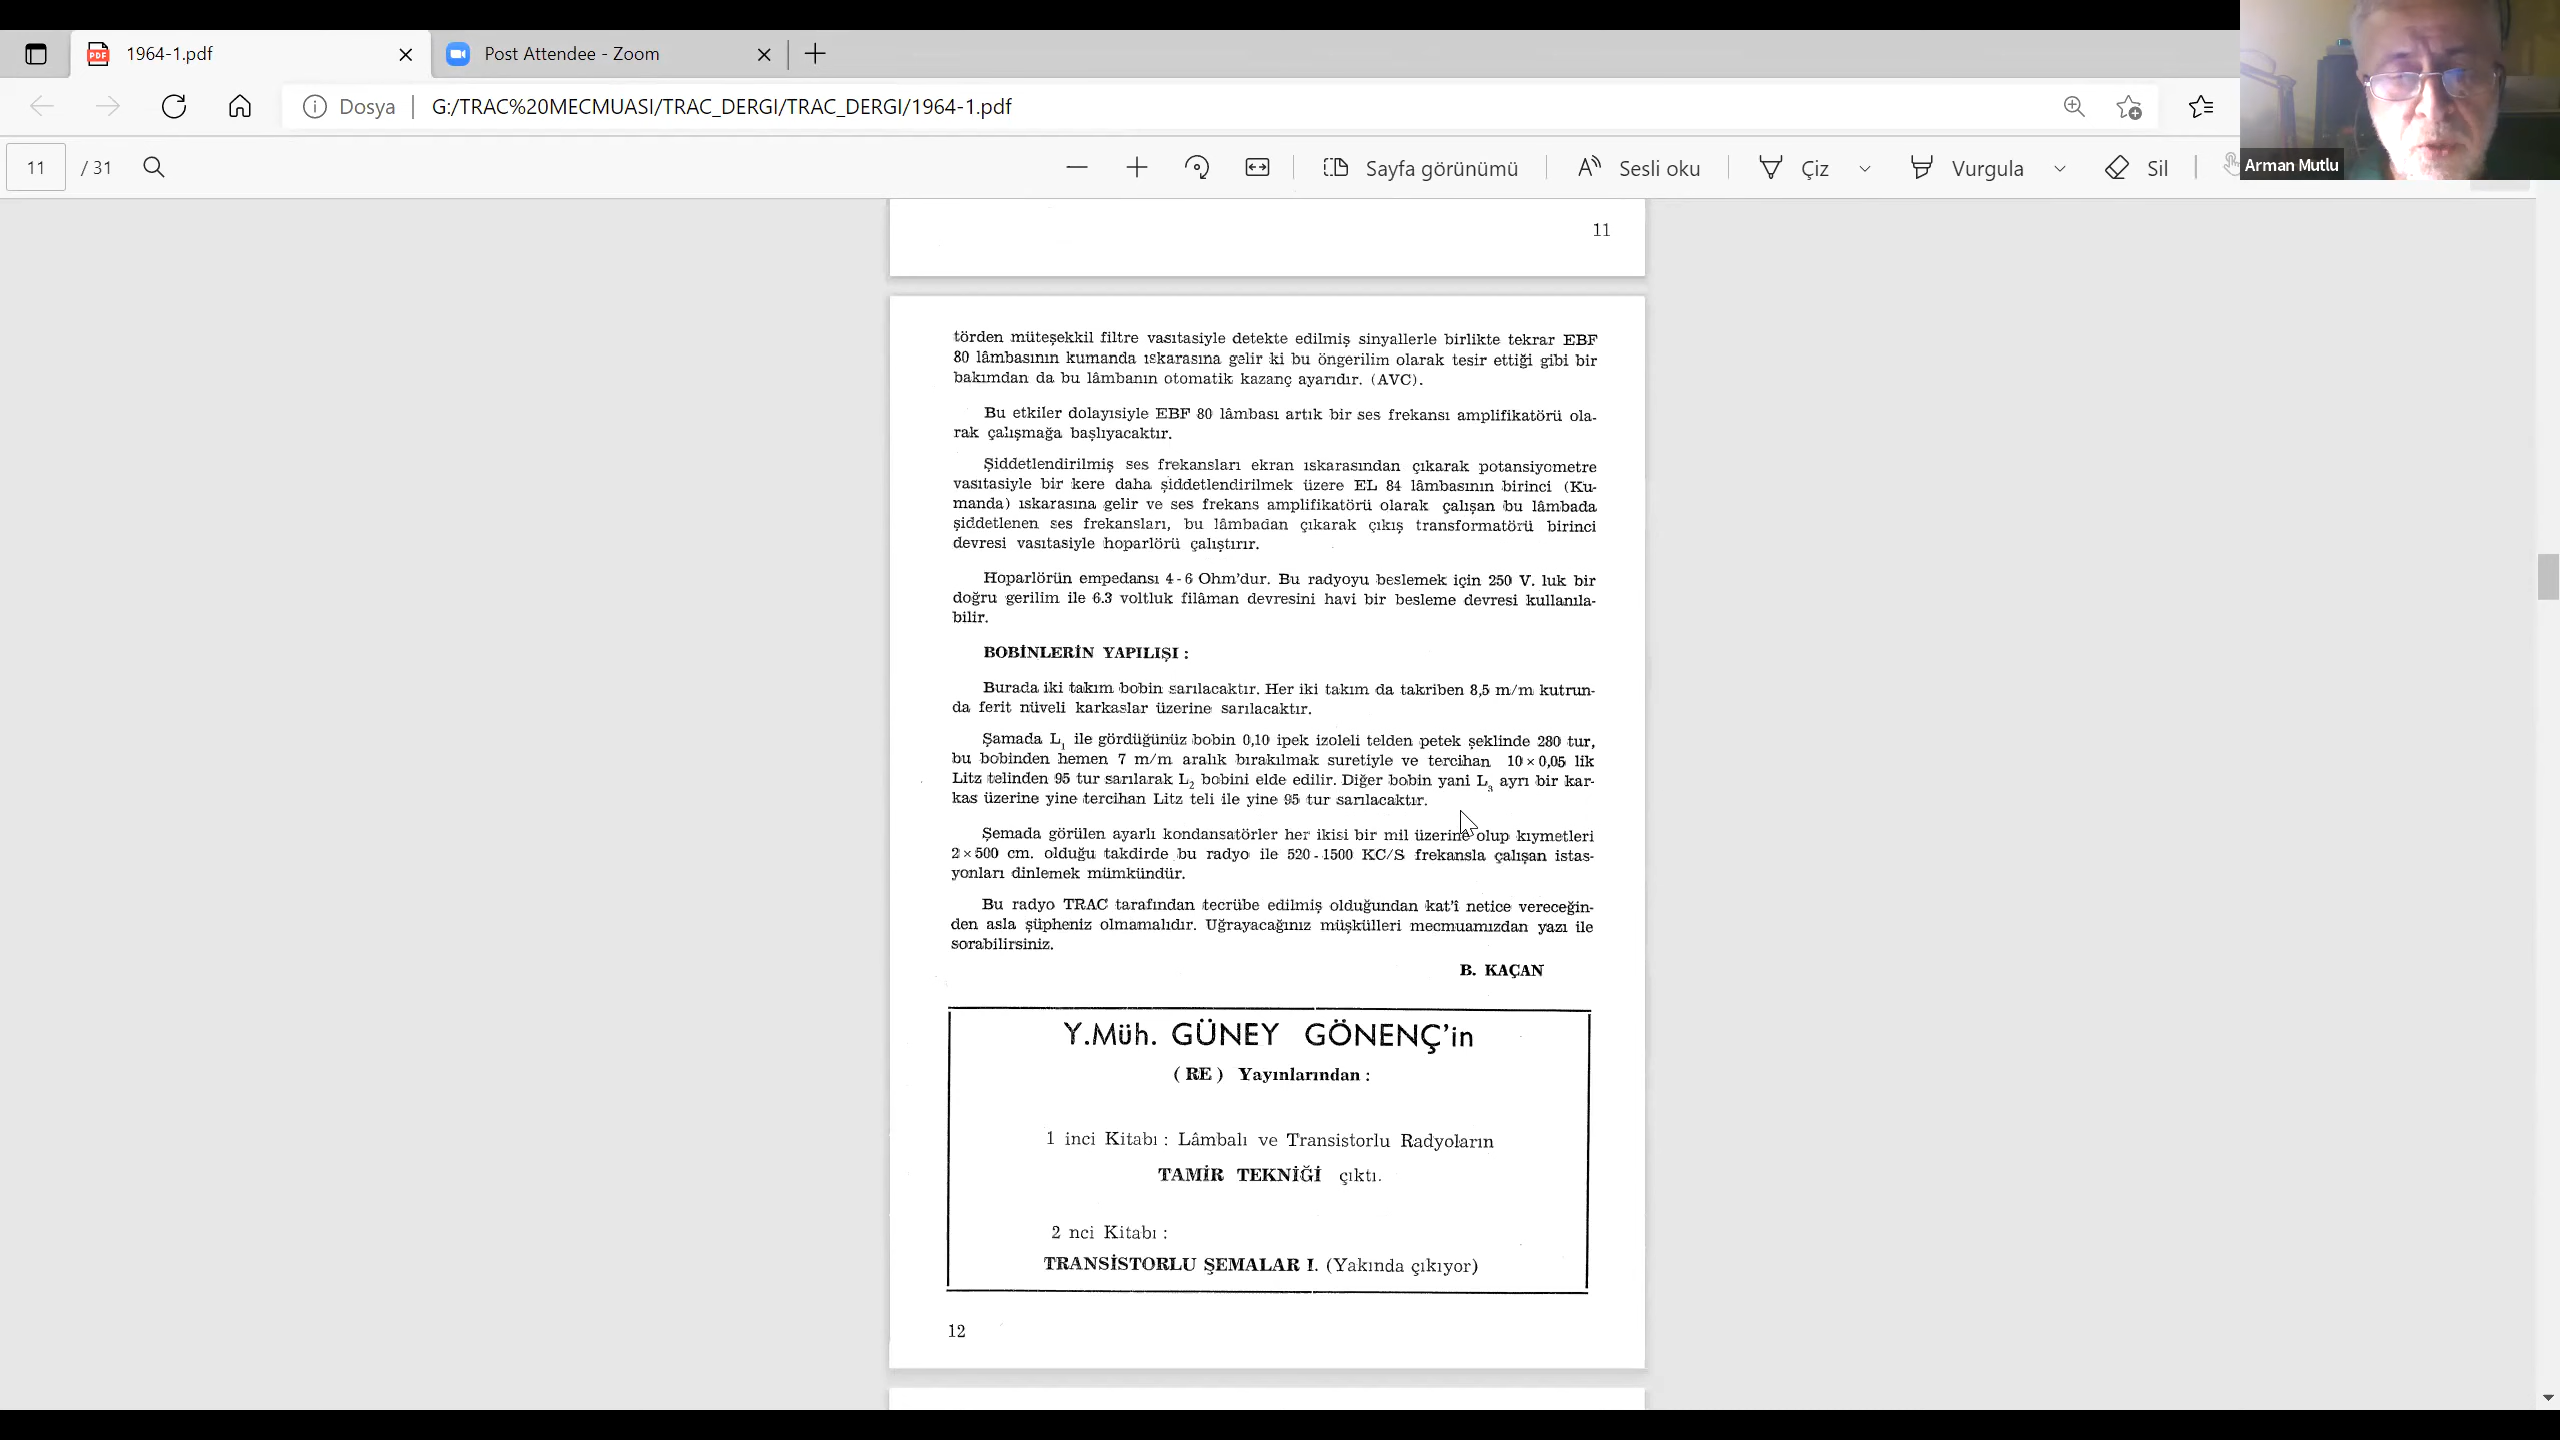 1964-1.pdf
Post Attendee - Zoom
Dosya
G:/TRAC%20MECMUASI/TRAC_DERGI/TRAC_DERGI/1964-1.pdf
11 / 31
Sayfa görünümü
Sesli oku
Çiz
Vurgula
Sil
Arman Mutlu
11
törden müteşekkil filtre vasıtasiyle detekte edilmiş sinyallerle birlikte tekrar EBF
80 lâmbasının kumanda ıskarasına gelir ki bu öngerilim olarak tesir ettiği gibi bir
bakımdan da bu lâmbanın otomatik kazanç ayarıdır. (AVC).
Bu etkiler dolayısiyle EBF 80 lâmbası artık bir ses frekansı amplifikatörü ola-
rak çalışmağa başlıyacaktır.
Şiddetlendirilmiş ses frekansları ekran ıskarasından çıkarak potansiyometre
vasıtasiyle bir kere daha şiddetlendirilmek üzere EL 84 lâmbasının birinci (Ku-
manda) ıskarasına gelir ve ses frekans amplifikatörü olarak çalışan bu lâmbada
şiddetlenen ses frekansları, bu lâmbadan çıkarak çıkış transformatörü birinci
devresi vasıtasiyle hoparlörü çalıştırır.
Hoparlörün empedansı 4-6 Ohm'dur. Bu radyoyu beslemek için 250 V. luk bir
doğru gerilim ile 6.3 voltluk filâman devresini havi bir besleme devresi kullanıla-
bilir.
BOBİNLERİN YAPILIŞI :
Burada iki takım bobin sarılacaktır. Her iki takım da takriben 8,5 m/m kutrun-
da ferit nüveli karkaslar üzerine sarılacaktır.
Şamada L1 ile gördüğünüz bobin 0,10 ipek izoleli telden petek şeklinde 280 tur,
bu bobinden hemen 7 m/m aralık bırakılmak suretiyle ve tercihan 10×0,05 lik
Litz telinden 95 tur sarılarak L2 bobini elde edilir. Diğer bobin yani L3 ayrı bir kar-
kas üzerine yine tercihan Litz teli ile yine 95 tur sarılacaktır.
Şemada görülen ayarlı kondansatörler her ikisi bir mil üzerine olup kıymetleri
2×500 cm. olduğu takdirde bu radyo ile 520-1500 KC/S frekansla çalışan istas-
yonları dinlemek mümkündür.
Bu radyo TRAC tarafından tecrübe edilmiş olduğundan kat'î netice vereceğin-
den asla şüpheniz olmamalıdır. Uğrayacağınız müşkülleri mecmuamızdan yazı ile
sorabilirsiniz.
B. KAÇAN
Y.Müh. GÜNEY GÖNENÇ'in
( RE ) Yayınlarından :
1 inci Kitabı : Lâmbalı ve Transistorlu Radyoların
TAMİR TEKNİĞİ çıktı.
2 nci Kitabı :
TRANSİSTORLU ŞEMALAR I. (Yakında çıkıyor)
12